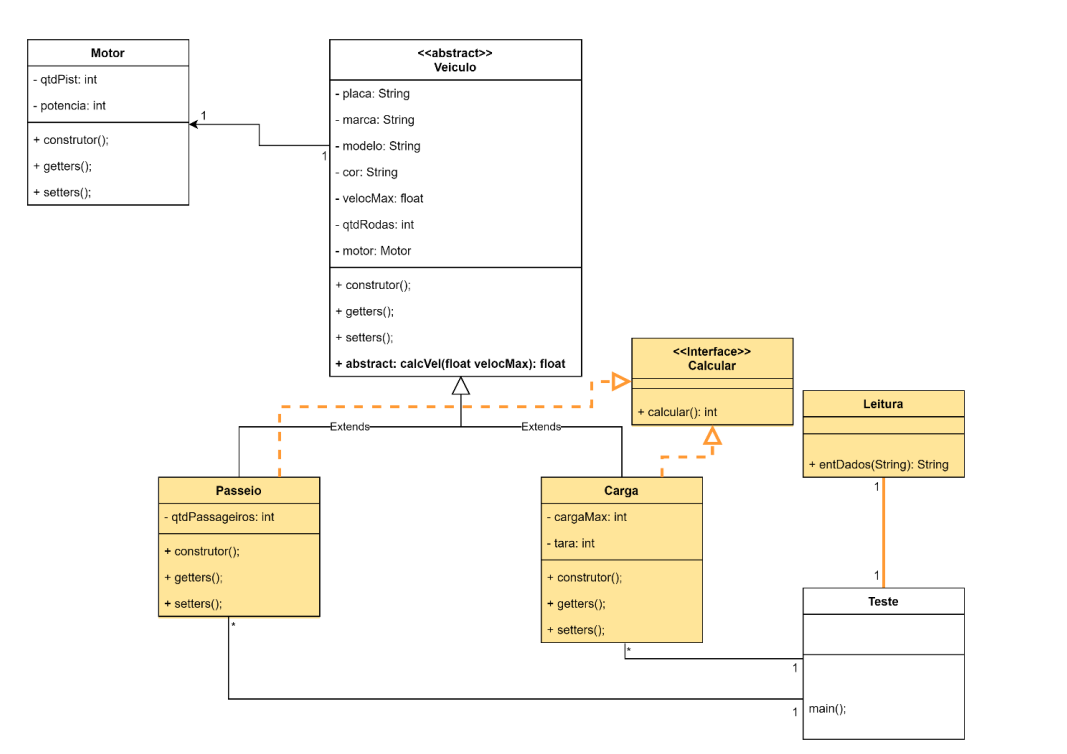 Motor
- qtdPist: int
- potencia: int
+ construtor();
+ getters();
+ setters();
1
1
<<abstract>>
Veiculo
- placa: String
- marca: String
- modelo: String
- cor: String
- velocMax: float
- qtdRodas: int
- motor: Motor
+ construtor();
+ getters();
+ setters();
+ abstract: calcVel(float velocMax): float
<<Interface>>
Calcular
+ calcular(): int
Leitura
+ entDados(String): String
1
1
Extends
Extends
Passeio
- qtdPassageiros: int
+ construtor();
+ getters();
+ setters();
*
Carga
- cargaMax: int
- tara: int
+ construtor();
+ getters();
+ setters();
*
1
1
Teste
main();